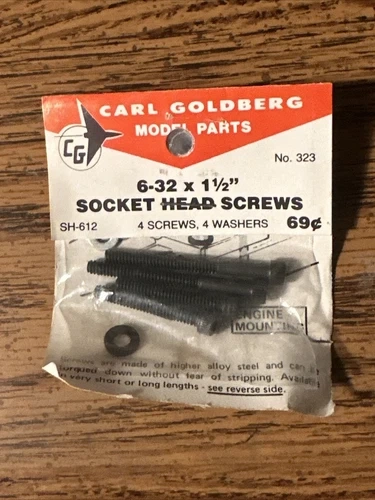 CARL GOLDBERG
MODEL PARTS
CG
No. 323
6-32 x 1½"
SOCKET HEAD SCREWS
SH-612 4 SCREWS, 4 WASHERS 69¢
ENGINE
MOUNTING
are made of higher alloy steel and can
torqued down without fear of stripping.
very short or long lengths - see reverse side.